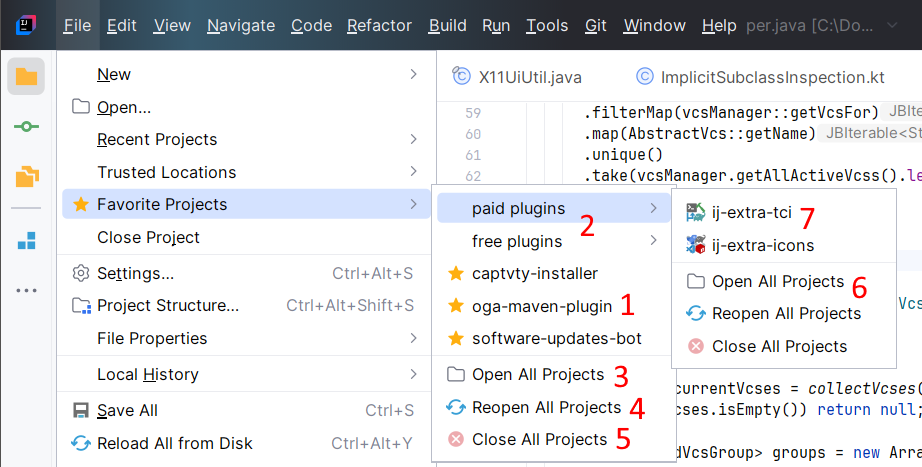 File Edit View Navigate Code Refactor Build Run Tools Git Window Help per.java [C:\Do...
New
Open...
Recent Projects
Trusted Locations
Favorite Projects
Close Project
Settings... Ctrl+Alt+S
Project Structure... Ctrl+Alt+Shift+S
File Properties
Local History
Save All Ctrl+S
Reload All from Disk Ctrl+Alt+Y
X11UiUtil.java ImplicitSubclassInspection.kt
59 .filterMap(vcsManager::getVcsFor) JBIte
60 .map(AbstractVcs::getName) JBIterable<St
61 .unique()
62 .take(vcsManager.getAllActiveVcss().le
paid plugins
2
free plugins
captvty-installer
oga-maven-plugin 1
software-updates-bot
Open All Projects 3
Reopen All Projects 4
Close All Projects 5
ij-extra-tci 7
ij-extra-icons
Open All Projects 6
Reopen All Projects
Close All Projects
Vcs
currentVcses = collectVcses(
cses.isEmpty()) return null;
dVcsGroup> groups = new Arra